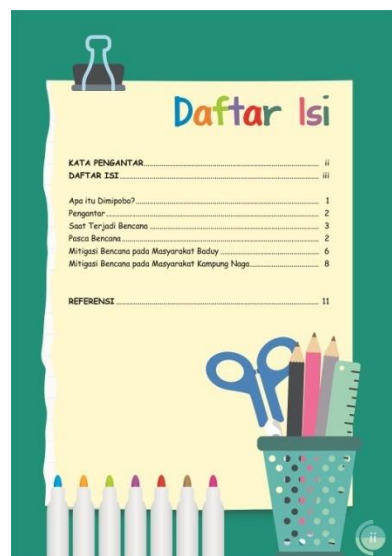 Daftar Isi
KATA PENGANTAR ii
DAFTAR ISI iii
Apa itu Dimipobo? 1
Pengantar 2
Saat Terjadi Bencana 3
Pasca Bencana 2
Mitigasi Bencana pada Masyarakat Baduy 6
Mitigasi Bencana pada Masyarakat Kampung Naga 8
REFERENSI 11
ii